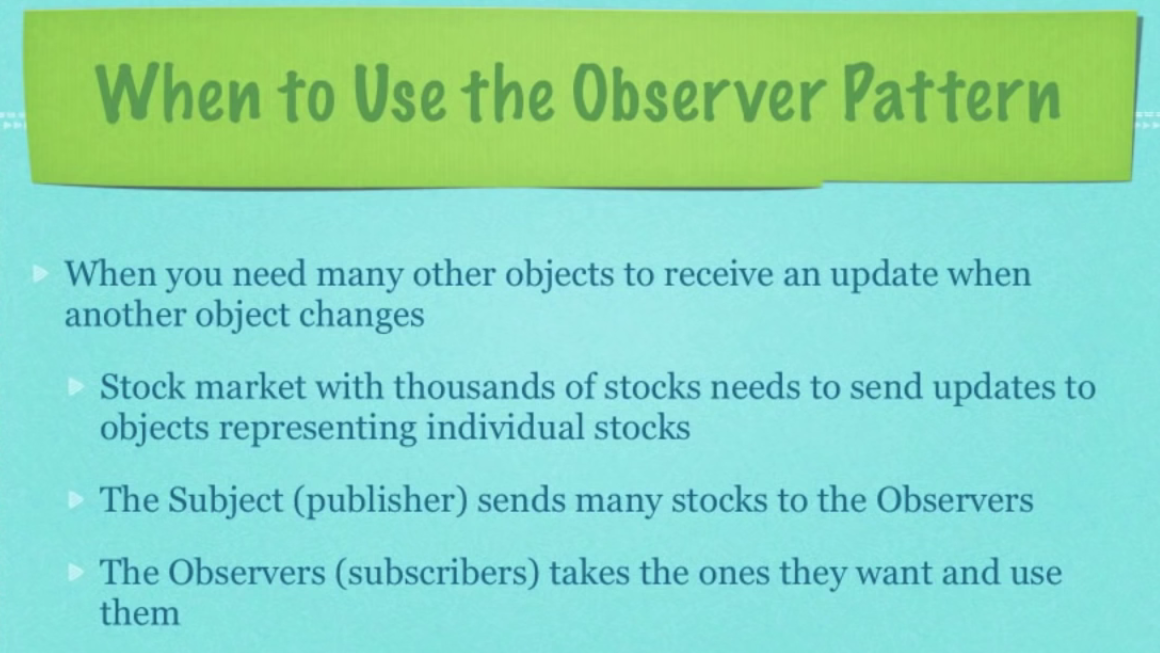 When to Use the Observer Pattern
When you need many other objects to receive an update when
another object changes
Stock market with thousands of stocks needs to send updates to
objects representing individual stocks
The Subject (publisher) sends many stocks to the Observers
The Observers (subscribers) takes the ones they want and use
them